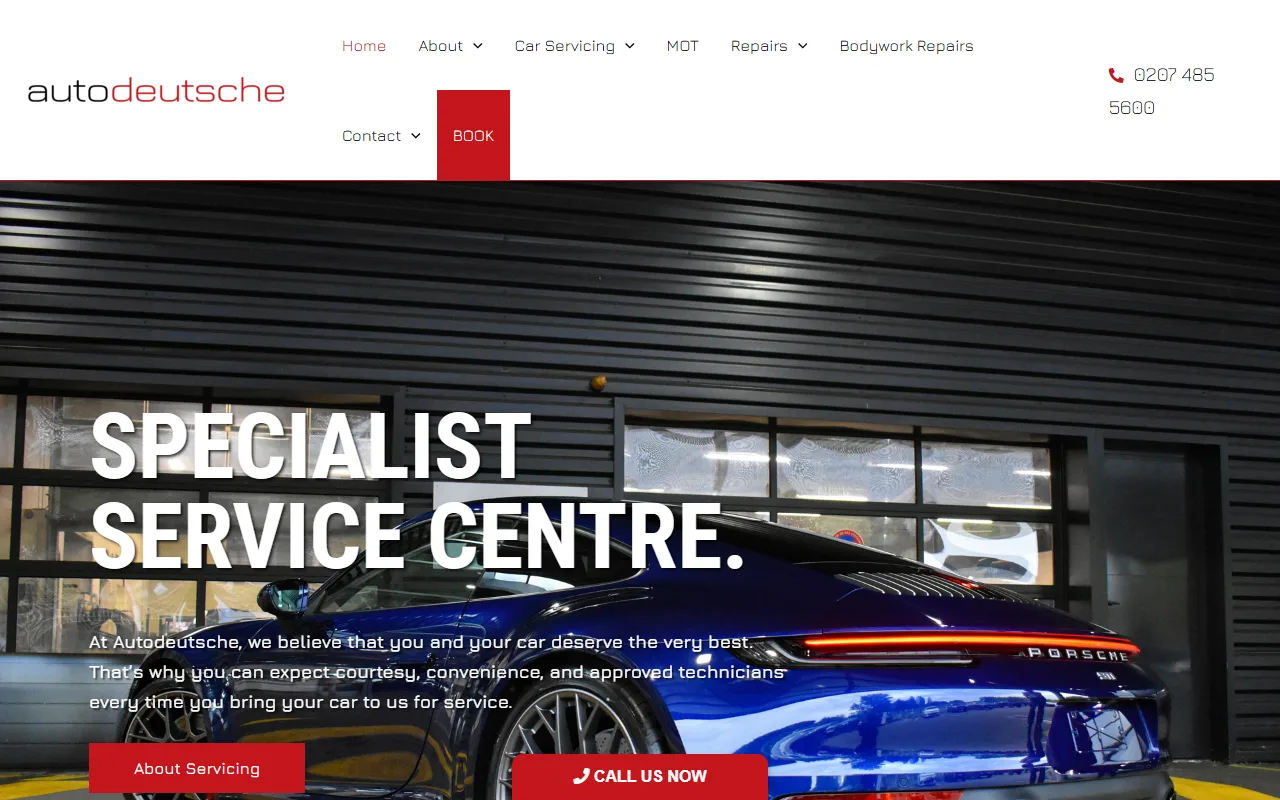 autodeutsche
Home
About
Car Servicing
MOT
Repairs
Bodywork Repairs
Contact
BOOK
0207 485
5600
SPECIALIST
SERVICE CENTRE.
At Autodeutsche, we believe that you and your car deserve the very best.
That's why you can expect courtesy, convenience, and approved technicians
every time you bring your car to us for service.
PORSCHE
About Servicing
CALL US NOW